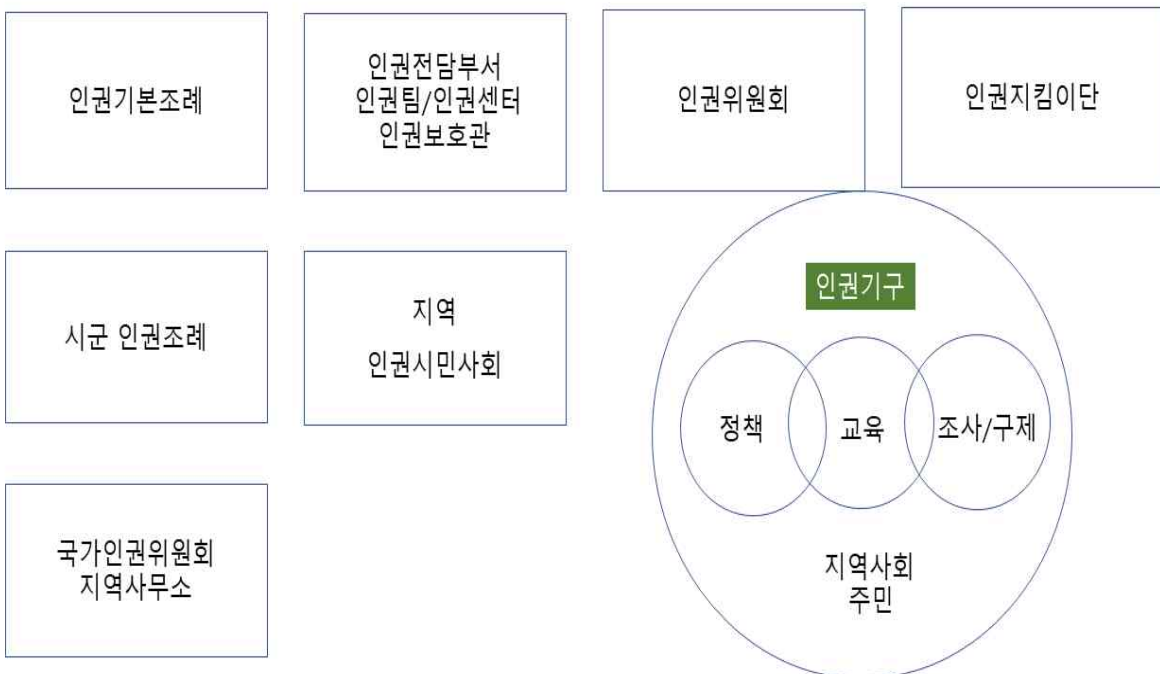 인권기본조례
인권전담부서
인권팀/인권센터
인권보호관
인권위원회
인권지킴이단
시군 인권조례
지역
인권시민사회
인권기구
정책
교육
조사/구제
국가인권위원회
지역사무소
지역사회
주민